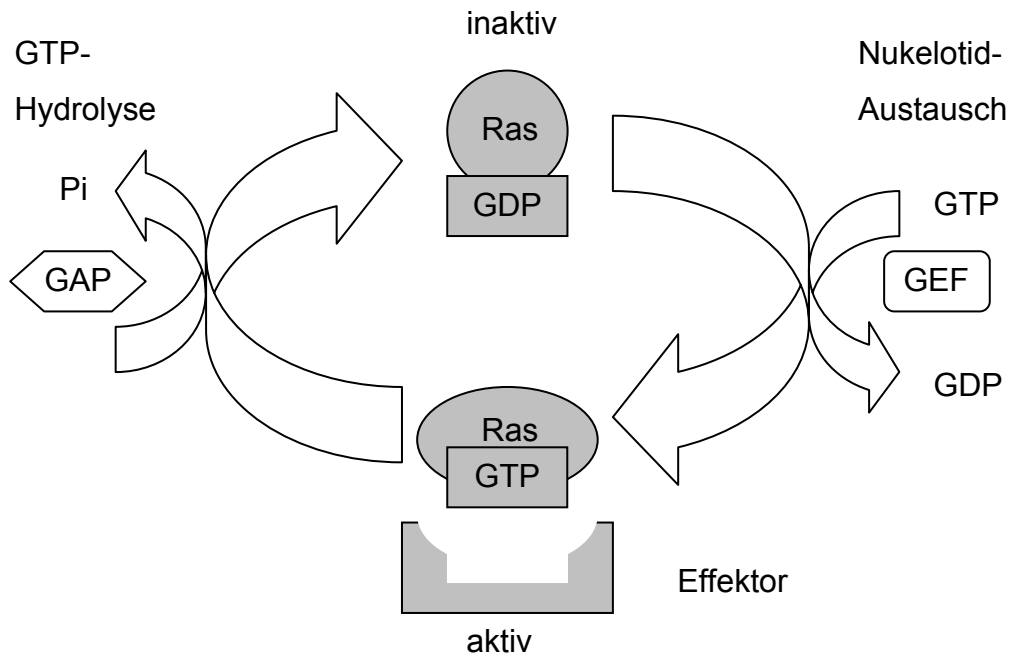 inaktiv
GTP-
Hydrolyse
Nukelotid-
Austausch
Ras
GDP
Pi
GTP
GAP
GEF
GDP
Ras
GTP
Effektor
aktiv